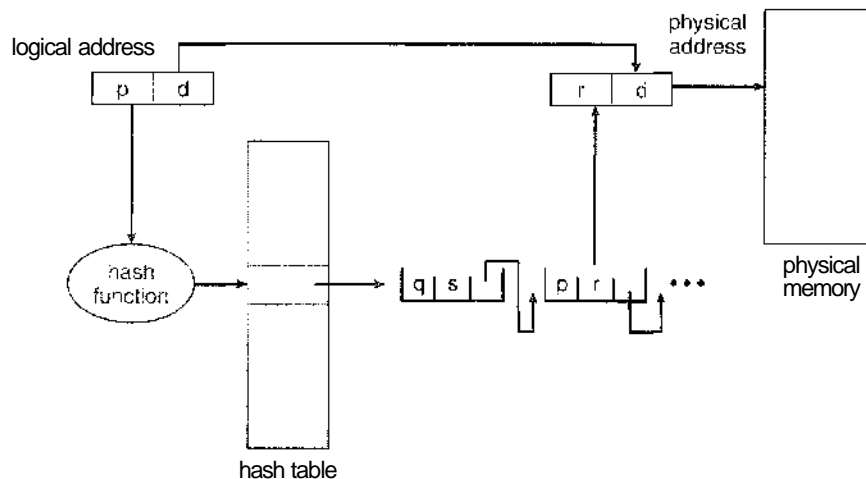 logical address
physical
address
p d
r d
hash
function
q s
p r
physical
memory
hash table